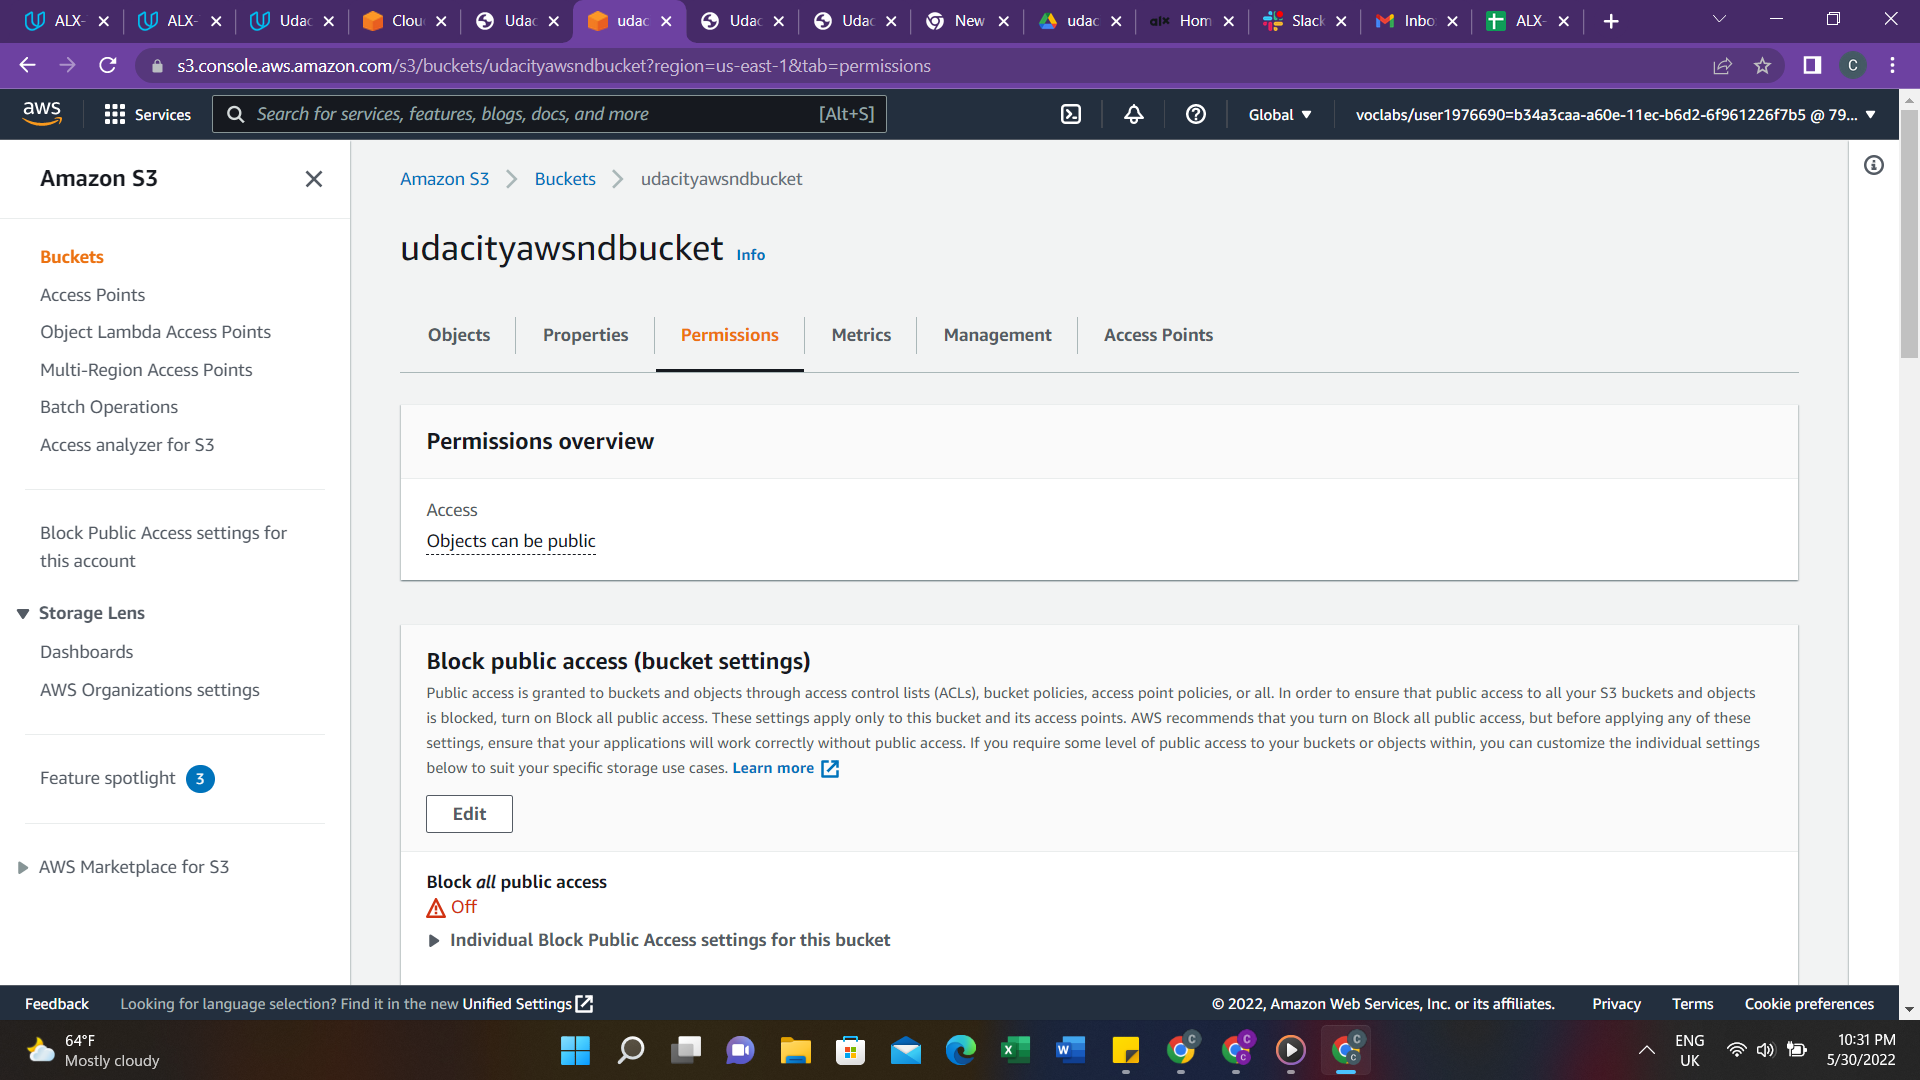 ALX-
ALX-
Udac
Clou
Udac
udac
Udac
Udac
New
udac
alx Hom
Slack
Inbo
ALX-
s3.console.aws.amazon.com/s3/buckets/udacityawsndbucket?region=us-east-1&tab=permissions
C
aws
Services
Search for services, features, blogs, docs, and more
[Alt+S]
Global
voclabs/user1976690=b34a3caa-a60e-11ec-b6d2-6f961226f7b5 @ 79...
Amazon S3
Buckets
Access Points
Object Lambda Access Points
Multi-Region Access Points
Batch Operations
Access analyzer for S3
Block Public Access settings for
this account
Storage Lens
Dashboards
AWS Organizations settings
Feature spotlight 3
AWS Marketplace for S3
Amazon S3 > Buckets > udacityawsndbucket
udacityawsndbucket Info
Objects
Properties
Permissions
Metrics
Management
Access Points
Permissions overview
Access
Objects can be public
Block public access (bucket settings)
Public access is granted to buckets and objects through access control lists (ACLs), bucket policies, access point policies, or all. In order to ensure that public access to all your S3 buckets and objects
is blocked, turn on Block all public access. These settings apply only to this bucket and its access points. AWS recommends that you turn on Block all public access, but before applying any of these
settings, ensure that your applications will work correctly without public access. If you require some level of public access to your buckets or objects within, you can customize the individual settings
below to suit your specific storage use cases. Learn more
Edit
Block all public access
Off
Individual Block Public Access settings for this bucket
Feedback
Looking for language selection? Find it in the new Unified Settings
© 2022, Amazon Web Services, Inc. or its affiliates.
Privacy
Terms
Cookie preferences
64°F
Mostly cloudy
ENG
UK
10:31 PM
5/30/2022